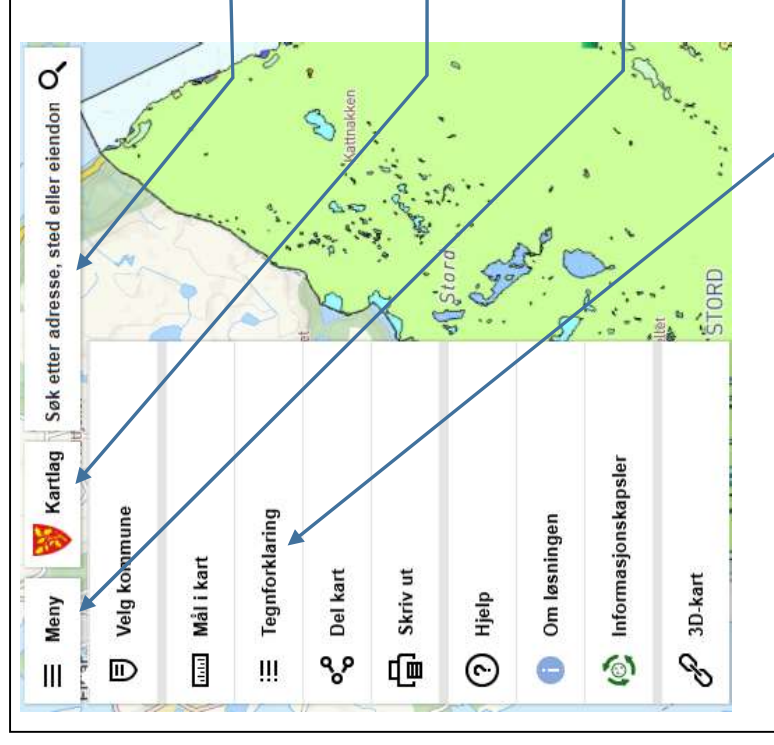 Meny
Kartlag
Søk etter adresse, sted eller eiendon
Velg kommune
Mål i kart
Tegnforklaring
Del kart
Skriv ut
Hjelp
Om løsningen
Informasjonskapsler
3D-kart
Kattnakken
Stord
STORD